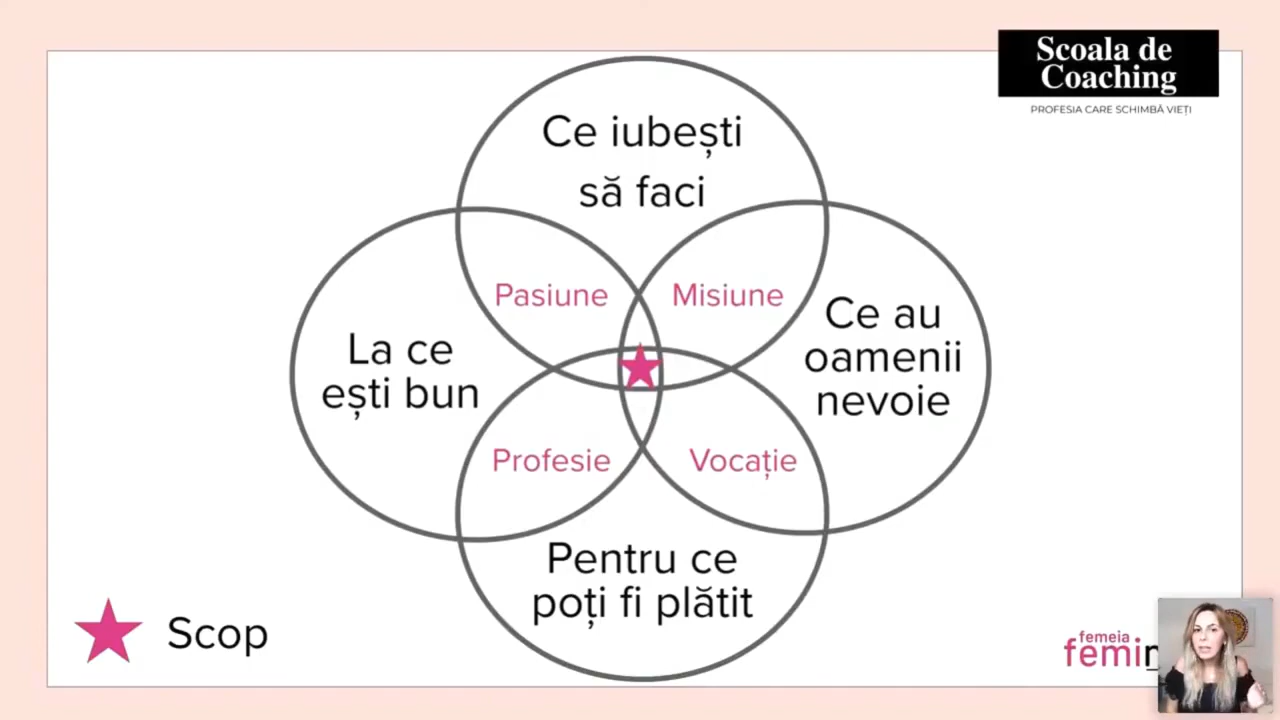 Scoala de
Coaching
PROFESIA CARE SCHIMBĂ VIEȚI
Ce iubești
să faci
Pasiune
Misiune
La ce
ești bun
Ce au
oamenii
nevoie
Profesie
Vocație
Pentru ce
poți fi plătit
Scop
femeia